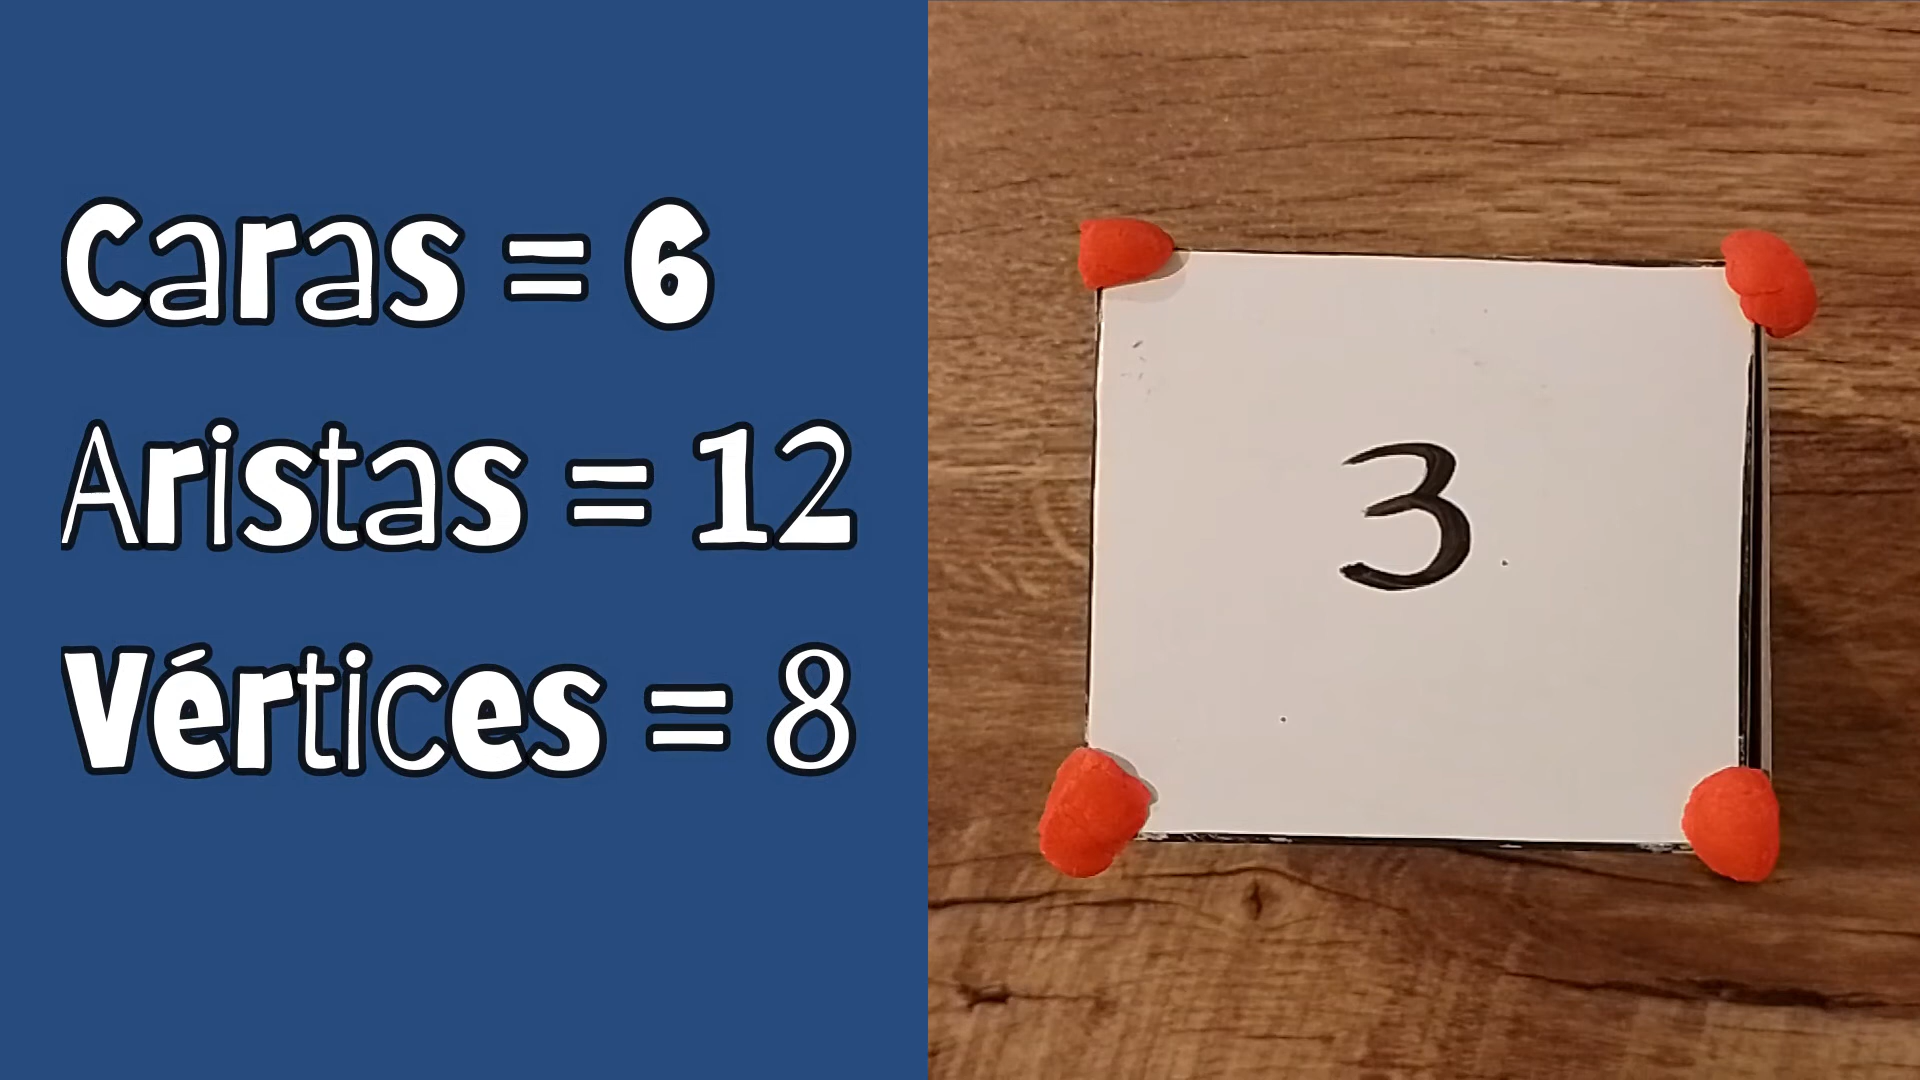 Caras = 6
Aristas = 12
Vértices = 8
3